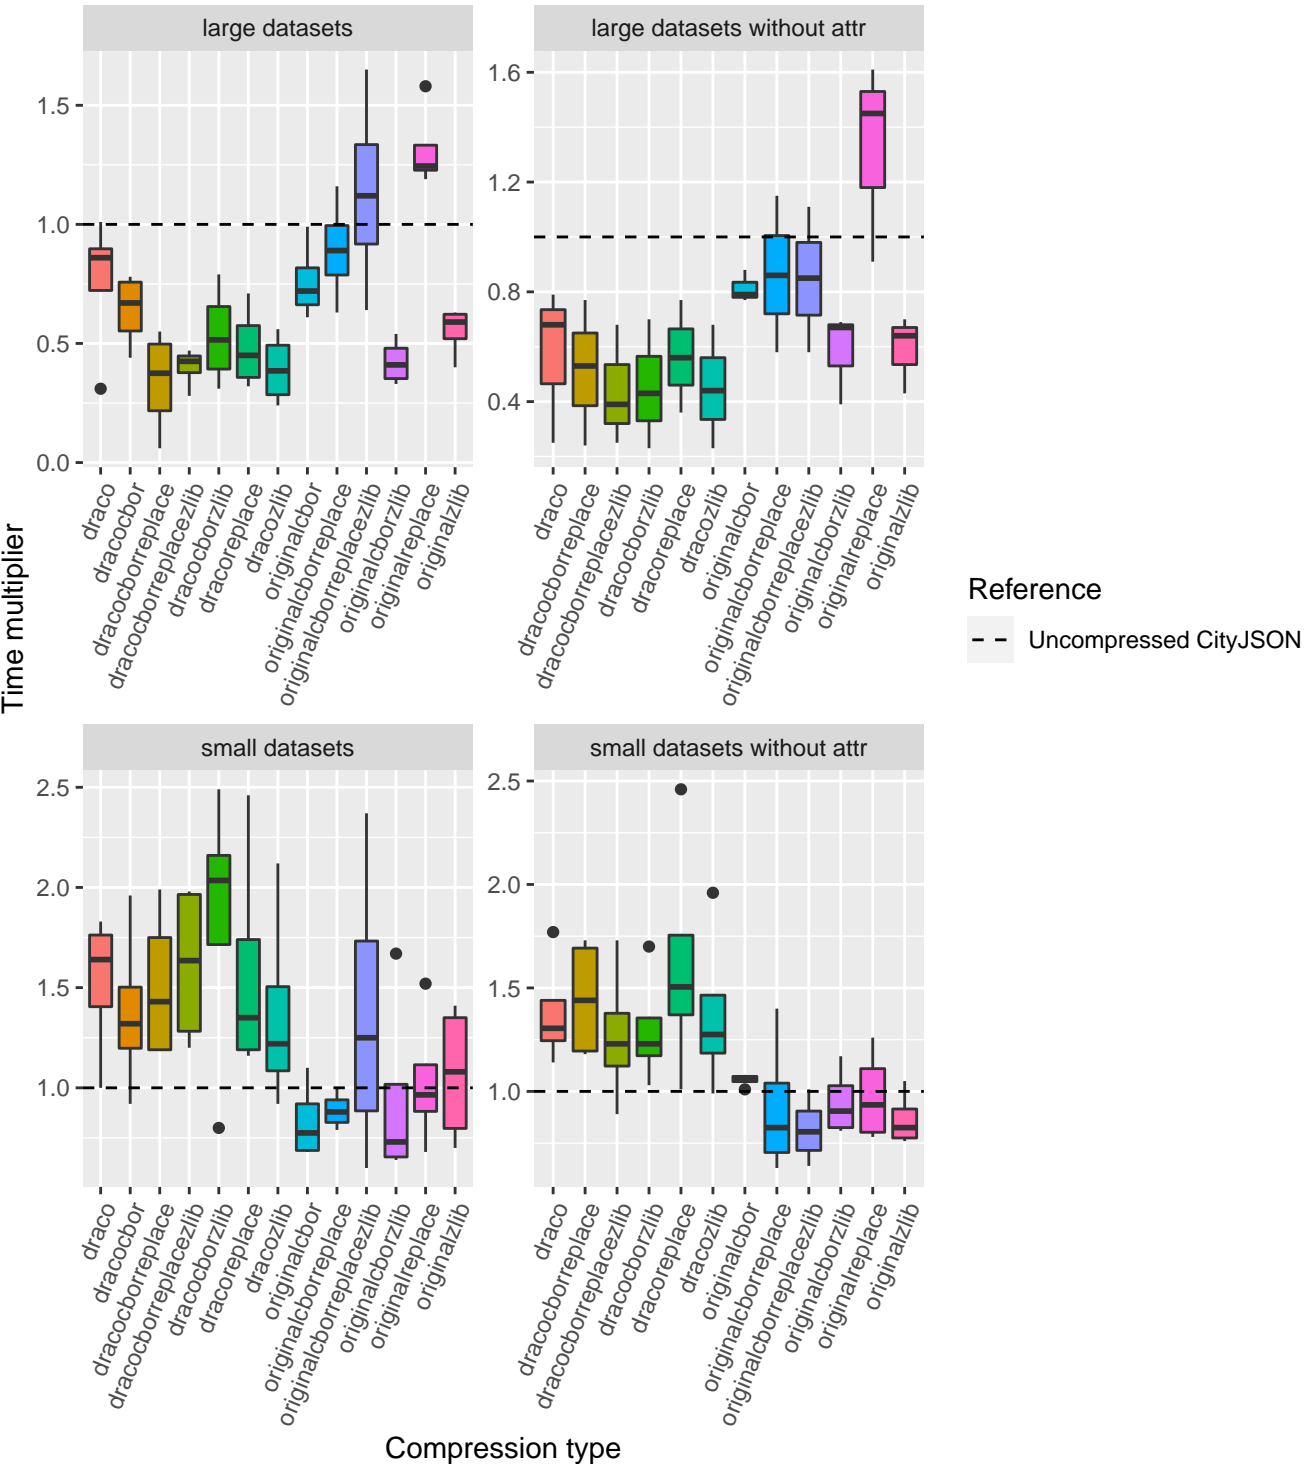 large datasets
large datasets without attr
1.5
1.0
0.5
0.0
1.6
1.2
0.8
0.4
draco
dracocbor
dracocborreplace
dracocborreplacezlib
dracocborzlib
dracoreplace
dracozlib
originalcbor
originalcborreplace
originalcborreplacezlib
originalcborzlib
originalreplace
originalzlib
draco
dracocborreplace
dracocborreplacezlib
dracocborzlib
dracoreplace
dracozlib
originalcbor
originalcborreplace
originalcborreplacezlib
originalcborzlib
originalreplace
originalzlib
Time multiplier
Reference
Uncompressed CityJSON
small datasets
small datasets without attr
2.5
2.0
1.5
1.0
2.5
2.0
1.5
1.0
draco
dracocbor
dracocborreplace
dracocborreplacezlib
dracocborzlib
dracoreplace
dracozlib
originalcbor
originalcborreplace
originalcborreplacezlib
originalcborzlib
originalreplace
originalzlib
draco
dracocborreplace
dracocborreplacezlib
dracocborzlib
dracoreplace
dracozlib
originalcbor
originalcborreplace
originalcborreplacezlib
originalcborzlib
originalreplace
originalzlib
Compression type